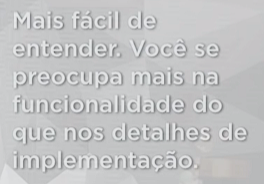 Mais fácil de
entender. Você se
preocupa mais na
funcionalidade do
que nos detalhes de
implementação.